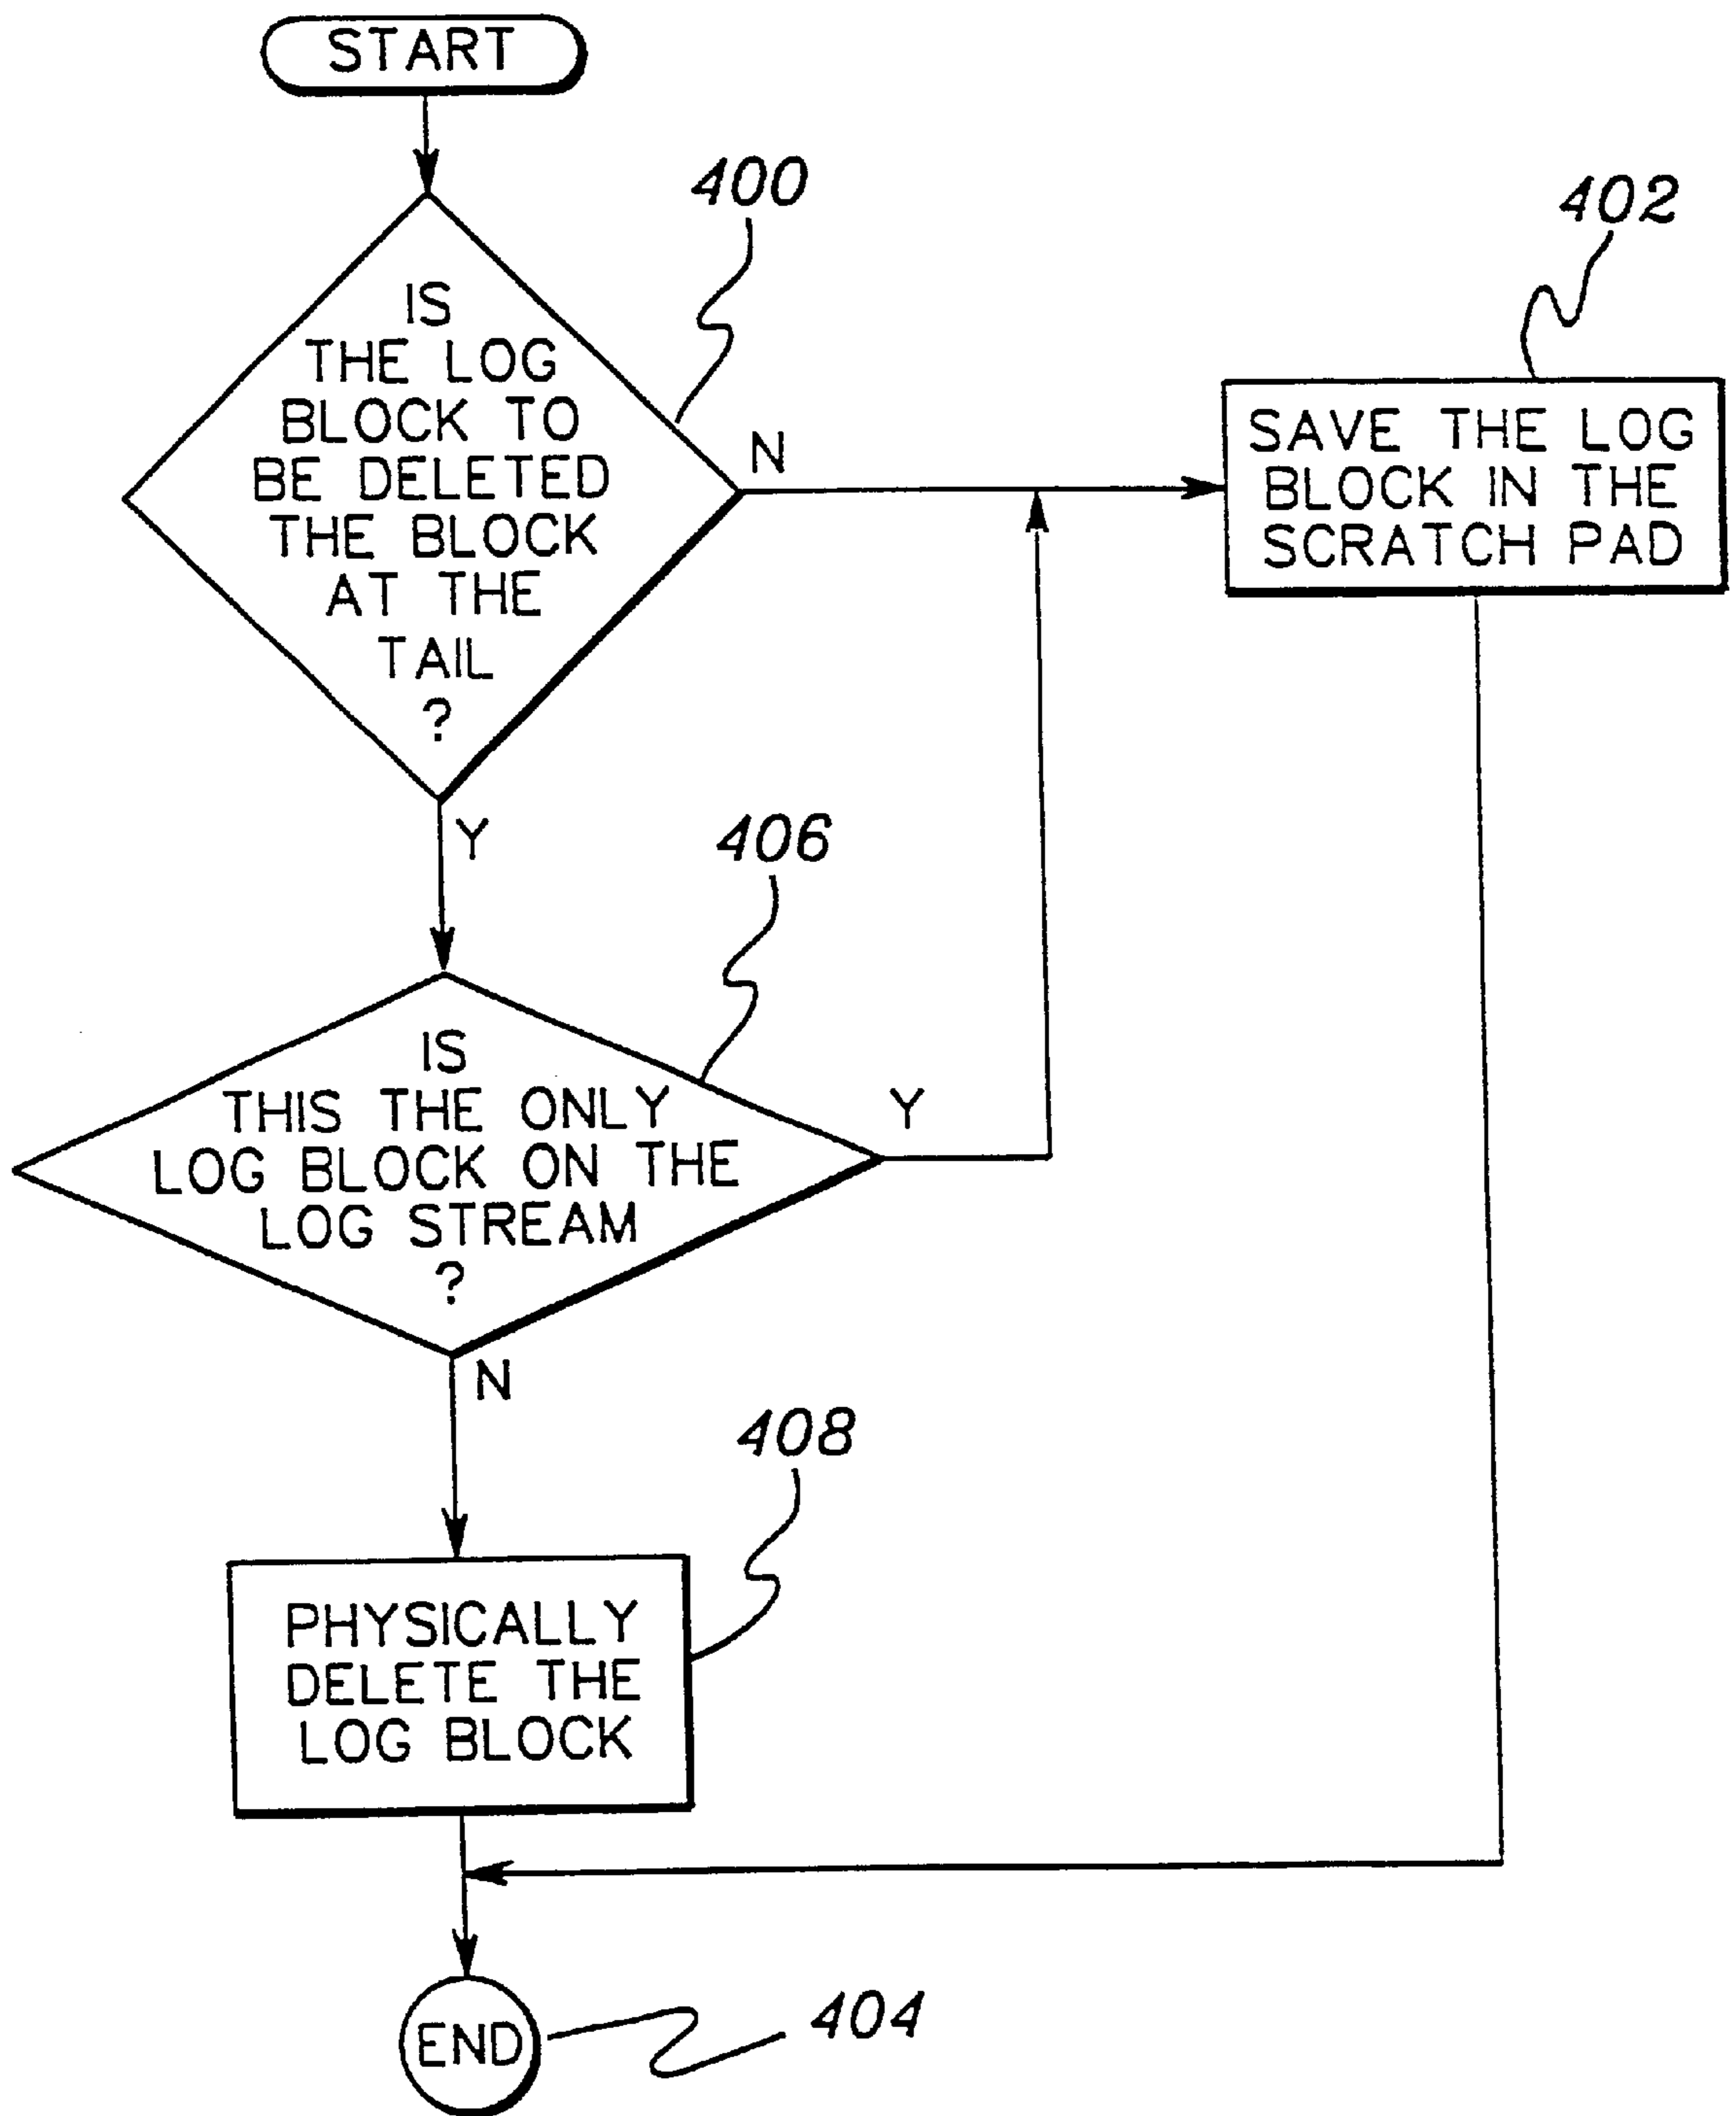 START
400
IS
THE LOG
BLOCK TO
BE DELETED
THE BLOCK
AT THE
TAIL
?
N
402
SAVE THE LOG
BLOCK IN THE
SCRATCH PAD
Y
406
IS
THIS THE ONLY
LOG BLOCK ON THE
LOG STREAM
?
Y
N
408
PHYSICALLY
DELETE THE
LOG BLOCK
END
404